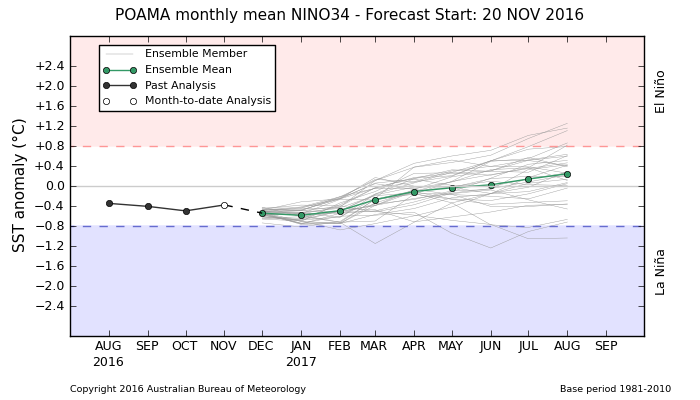 POAMA monthly mean NINO34 - Forecast Start: 20 NOV 2016
Ensemble Member
Ensemble Mean
Past Analysis
Month-to-date Analysis
SST anomaly (°C)
+2.4
+2.0
+1.6
+1.2
+0.8
+0.4
0.0
−0.4
−0.8
−1.2
−1.6
−2.0
−2.4
El Niño
La Niña
AUG SEP OCT NOV DEC JAN FEB MAR APR MAY JUN JUL AUG SEP
2016 2017
Copyright 2016 Australian Bureau of Meteorology Base period 1981-2010